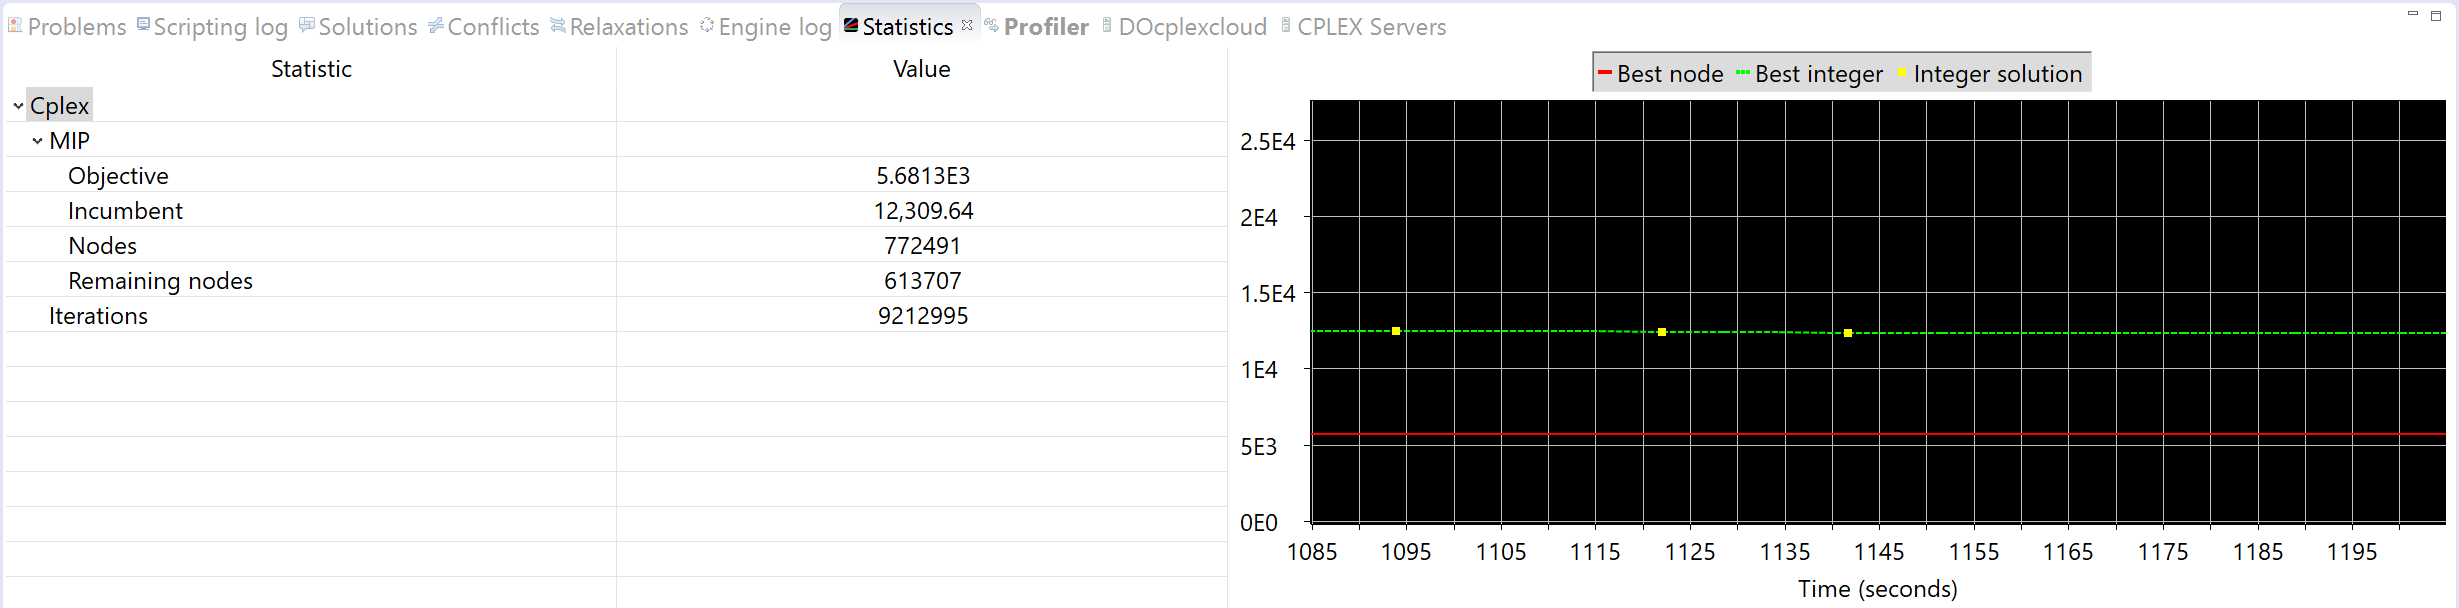 Problems Scripting log Solutions Conflicts Relaxations Engine log Statistics Profiler DOcplexcloud CPLEX Servers
Statistic Value
Cplex
MIP
Objective 5.6813E3
Incumbent 12,309.64
Nodes 772491
Remaining nodes 613707
Iterations 9212995
Best node Best integer Integer solution
2.5E4
2E4
1.5E4
1E4
5E3
0E0
1085 1095 1105 1115 1125 1135 1145 1155 1165 1175 1185 1195
Time (seconds)